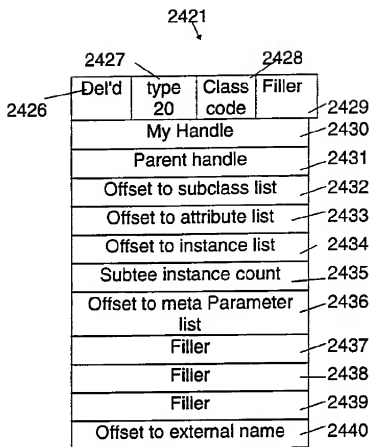 2421
2427
2428
2426
Del'd
type
20
Class
code
Filler
2429
My Handle
2430
Parent handle
2431
Offset to subclass list
2432
Offset to attribute list
2433
Offset to instance list
2434
Subtee instance count
2435
Offset to meta Parameter
list
2436
Filler
2437
Filler
2438
Filler
2439
Offset to external name
2440